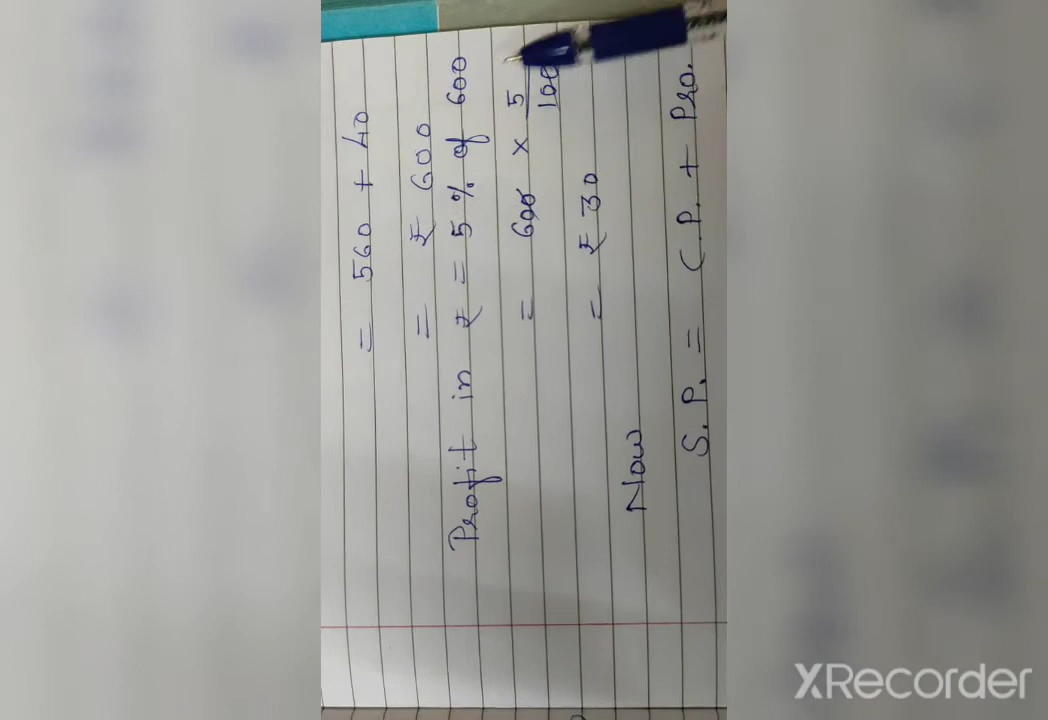 = 560 + 40
= ₹ 600
Profit in ₹ = 5 % of 600
= 600 × 5/100
= ₹ 30
Now
S.P. = C.P. + Pro.
XRecorder